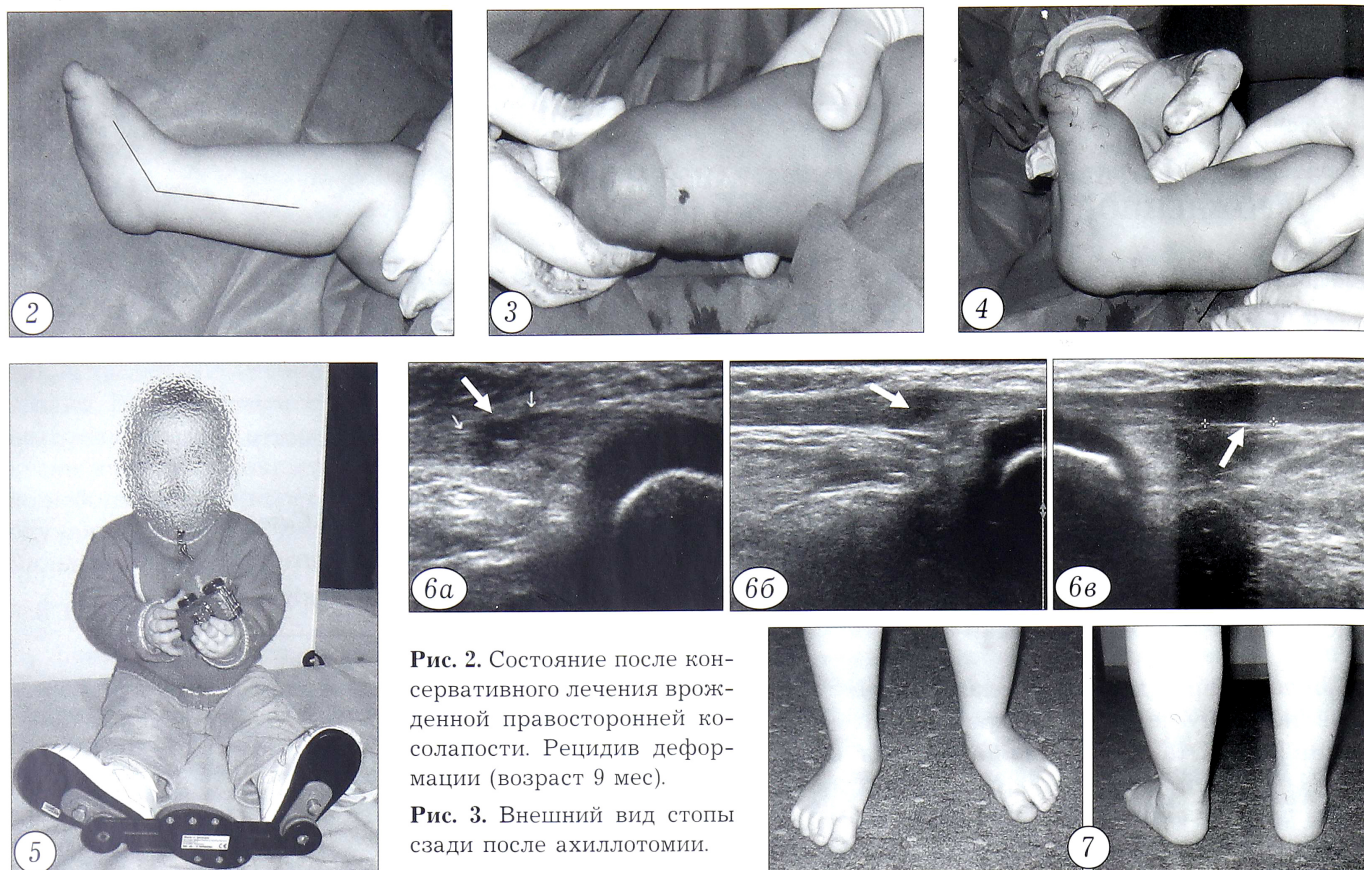 2
3
4
5
6а
6б
6в
Рис. 2. Состояние после кон-
сервативного лечения врож-
денной правосторонней ко-
солапости. Рецидив дефор-
мации (возраст 9 мес).
Рис. 3. Внешний вид стопы
сзади после ахиллотомии.
7